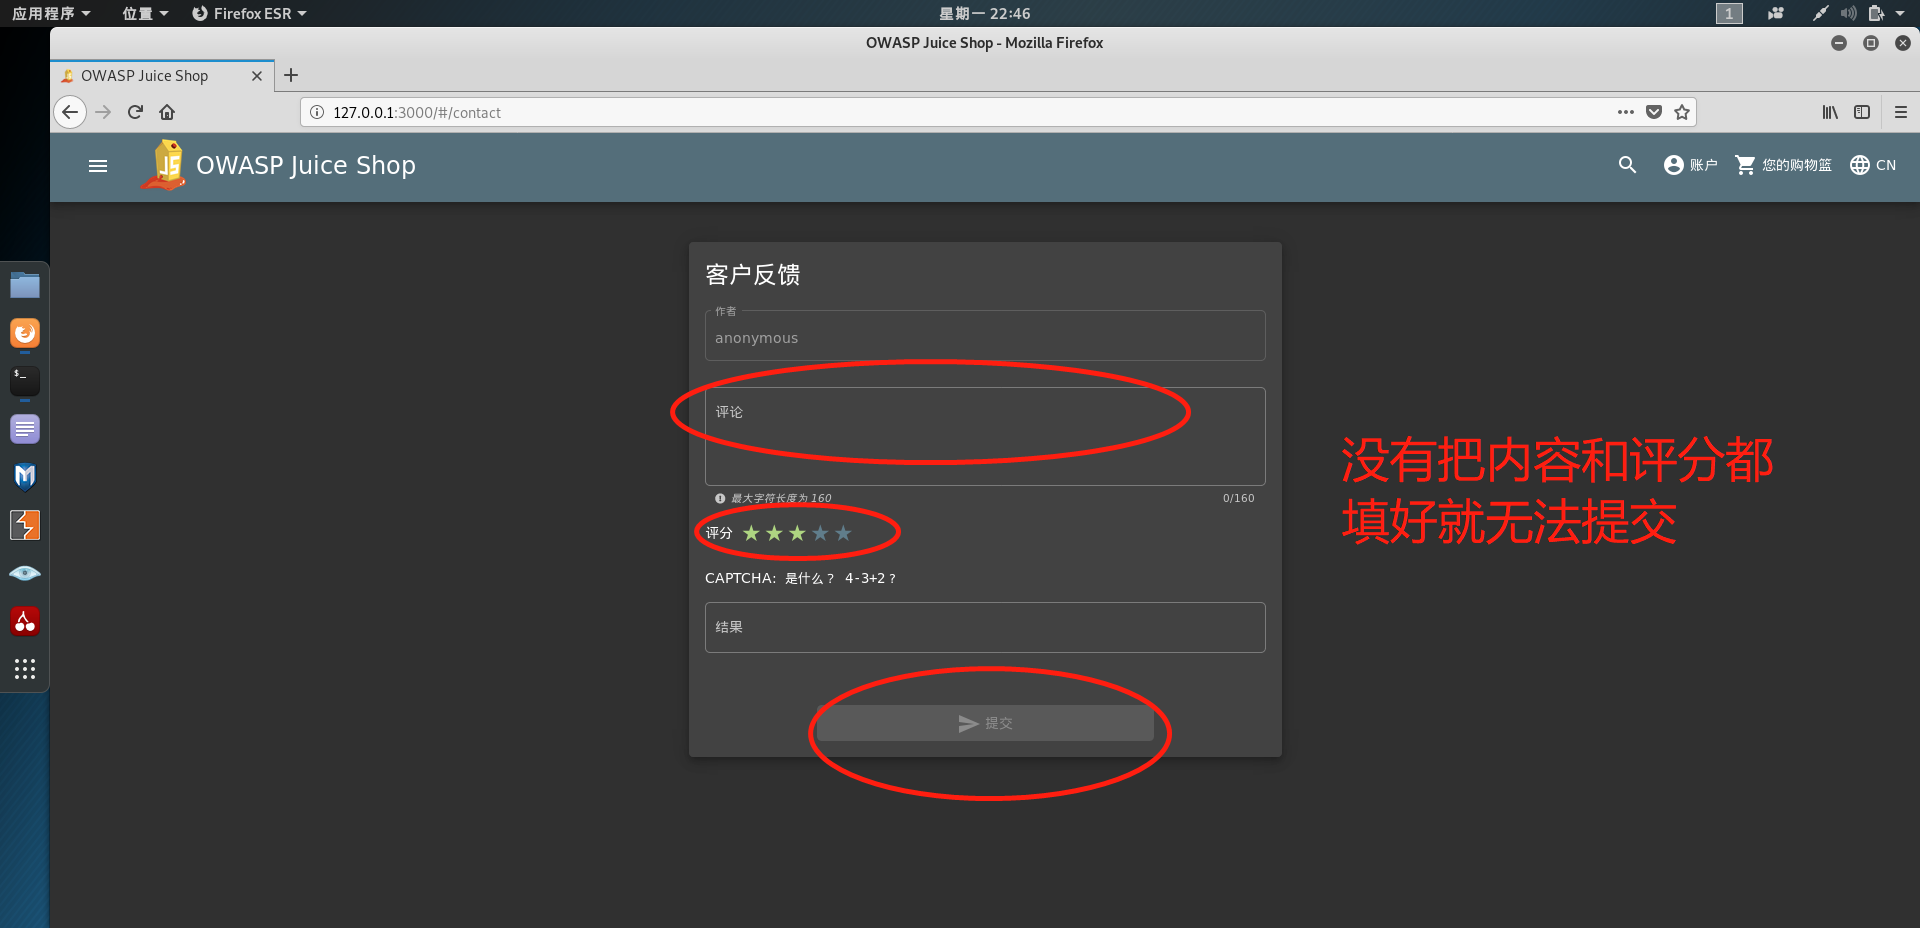 应用程序 位置 Firefox ESR 星期一 22:46 1
OWASP Juice Shop - Mozilla Firefox
OWASP Juice Shop
127.0.0.1:3000/#/contact
OWASP Juice Shop 账户 您的购物篮 CN
客户反馈
作者
anonymous
评论
最大字符长度为 160 0/160
评分
CAPTCHA: 是什么？ 4-3+2？
结果
提交
没有把内容和评分都
填好就无法提交